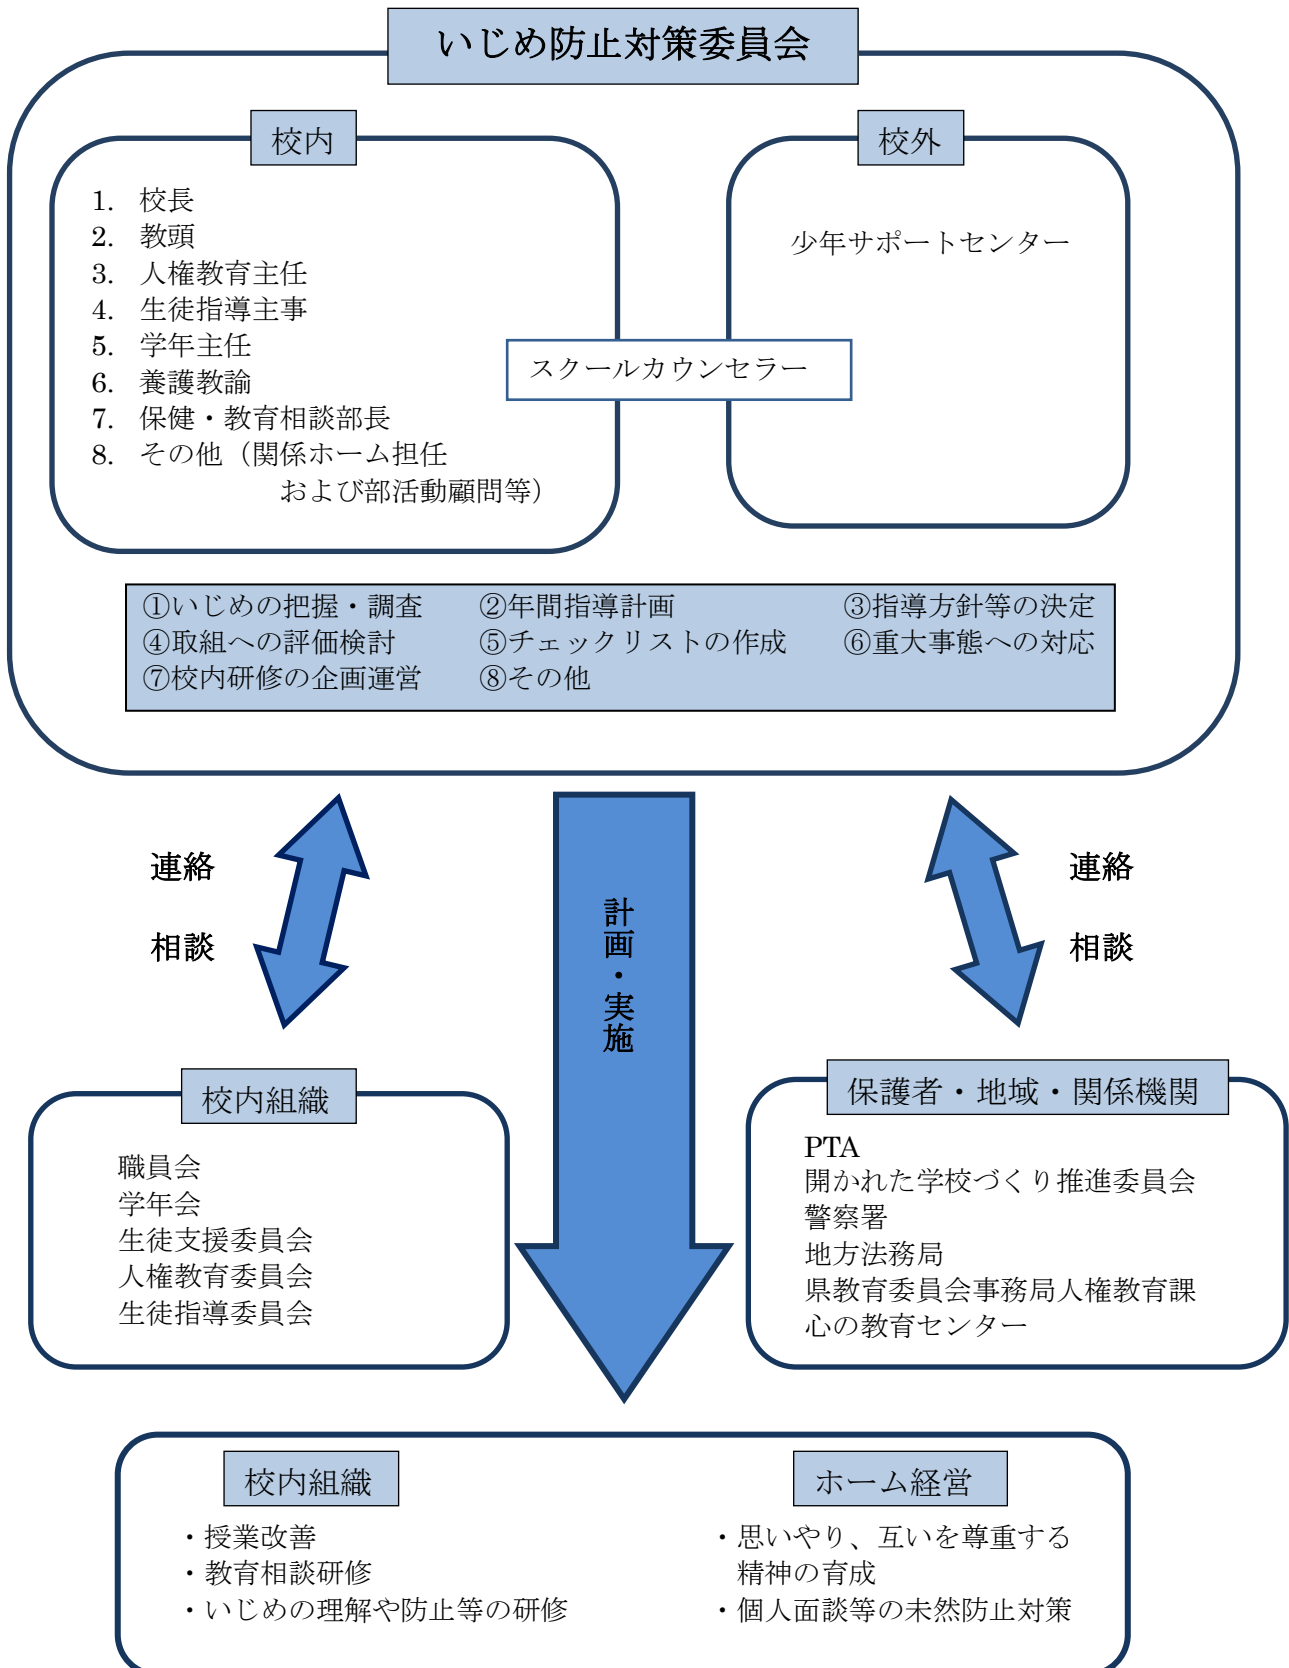 いじめ防止対策委員会
校内
1. 校長
2. 教頭
3. 人権教育主任
4. 生徒指導主事
5. 学年主任
6. 養護教諭
7. 保健・教育相談部長
8. その他（関係ホーム担任
および部活動顧問等）
校外
少年サポートセンター
スクールカウンセラー
①いじめの把握・調査 ②年間指導計画 ③指導方針等の決定
④取組への評価検討 ⑤チェックリストの作成 ⑥重大事態への対応
⑦校内研修の企画運営 ⑧その他
連絡
相談
計画・実施
連絡
相談
校内組織
職員会
学年会
生徒支援委員会
人権教育委員会
生徒指導委員会
保護者・地域・関係機関
PTA
開かれた学校づくり推進委員会
警察署
地方法務局
県教育委員会事務局人権教育課
心の教育センター
校内組織
・授業改善
・教育相談研修
・いじめの理解や防止等の研修
ホーム経営
・思いやり、互いを尊重する
精神の育成
・個人面談等の未然防止対策